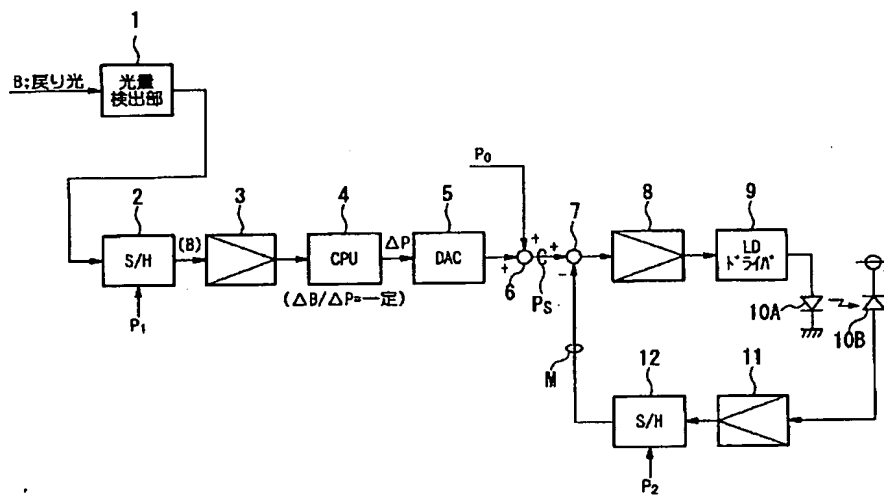 1
B;戻り光
光量
検出部
P₀
2
(B)
3
4
ΔP
5
7
8
9
S/H
CPU
DAC
+
+
+
+
-
6
Pₛ
LD
ドライバ
P₁
(ΔB/ΔP=一定)
10A
10B
M
12
11
S/H
P₂